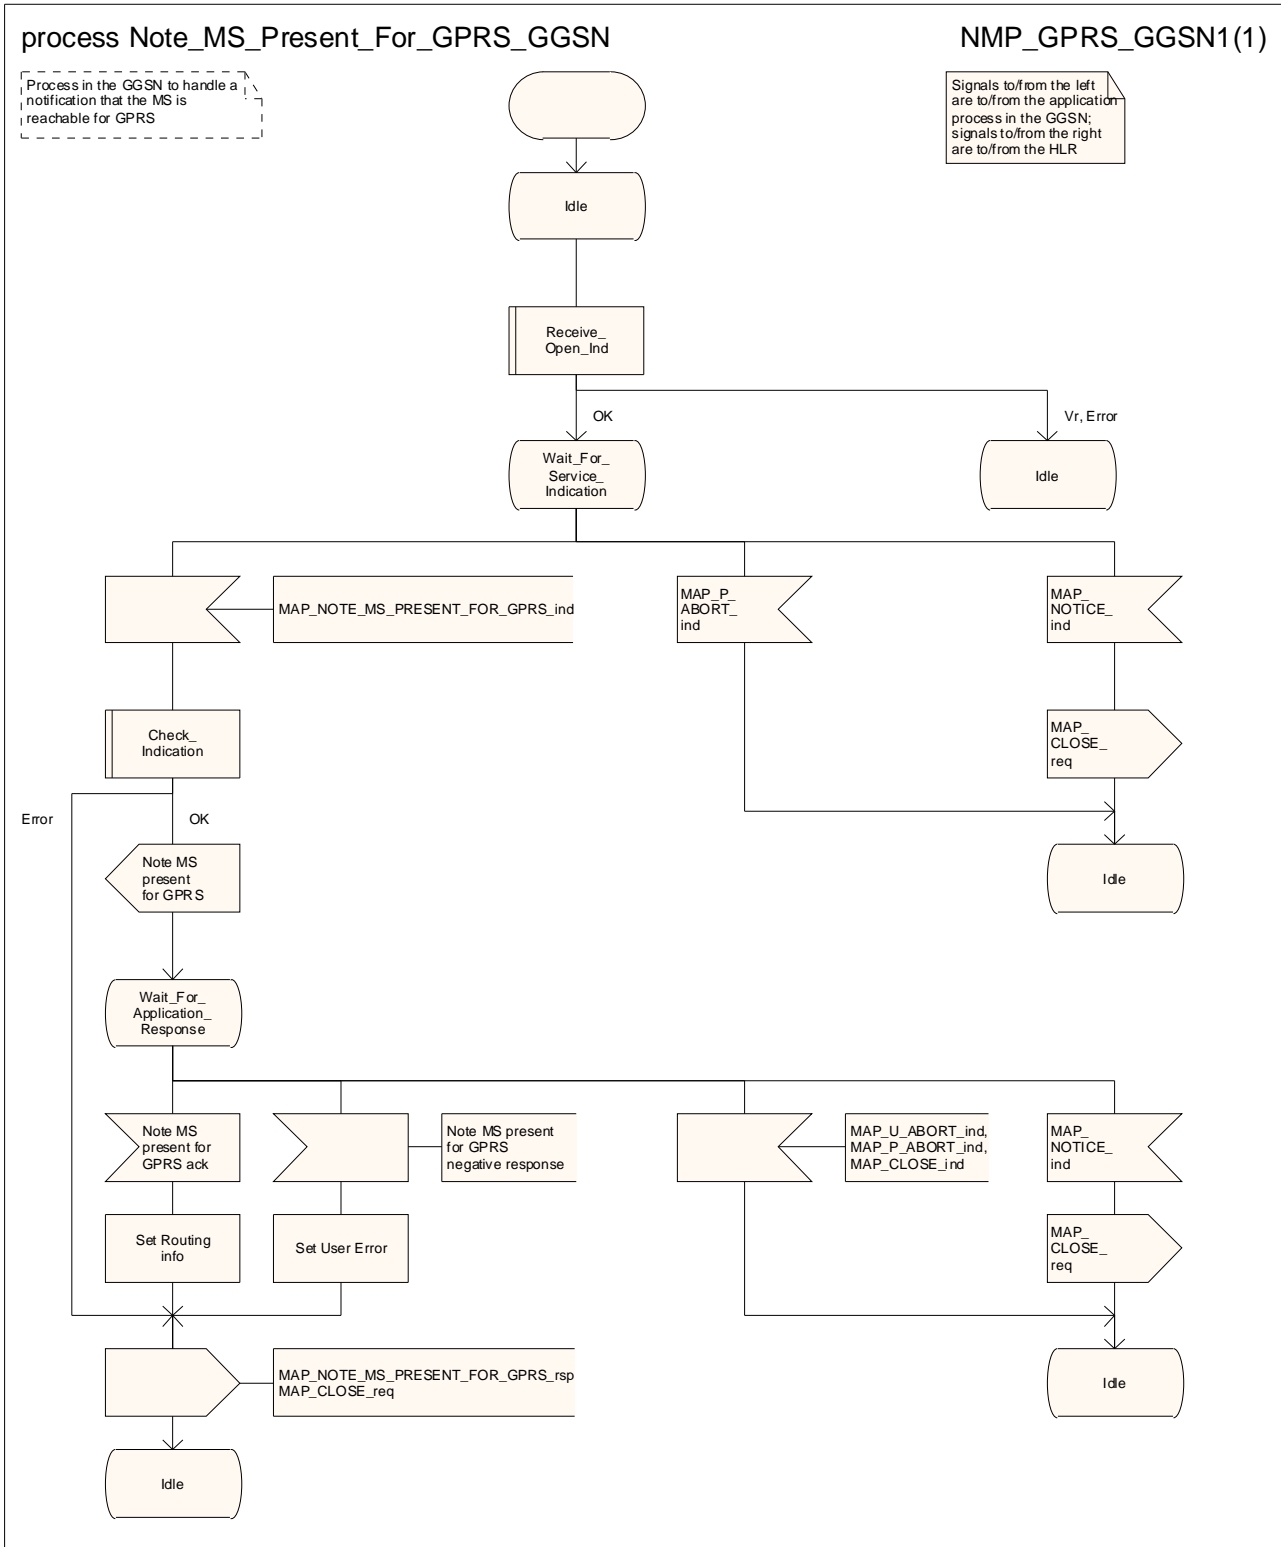 process Note_MS_Present_For_GPRS_GGSN
NMP_GPRS_GGSN1(1)
Process in the GGSN to handle a
notification that the MS is
reachable for GPRS
Signals to/from the left
are to/from the application
process in the GGSN;
signals to/from the right
are to/from the HLR
Idle
Receive_
Open_Ind
OK
Vr, Error
Wait_For_
Service_
Indication
Idle
MAP_NOTE_MS_PRESENT_FOR_GPRS_ind
MAP_P_
ABORT_
ind
MAP_
NOTICE_
ind
Check_
Indication
MAP_
CLOSE_
req
Error
OK
Note MS
present
for GPRS
Idle
Wait_For_
Application_
Response
Note MS
present for
GPRS ack
Note MS present
for GPRS
negative response
MAP_U_ABORT_ind,
MAP_P_ABORT_ind,
MAP_CLOSE_ind
MAP_
NOTICE_
ind
Set Routing
info
Set User Error
MAP_
CLOSE_
req
MAP_NOTE_MS_PRESENT_FOR_GPRS_rsp
MAP_CLOSE_req
Idle
Idle